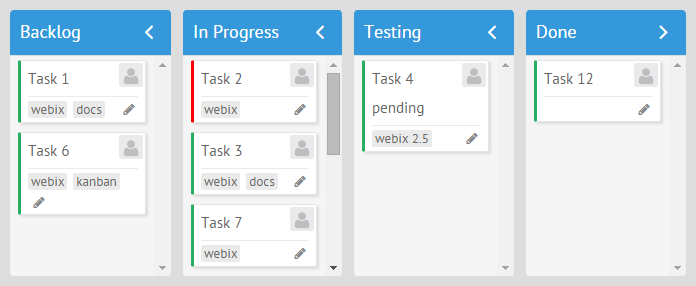 Backlog
Task 1
webix docs
Task 6
webix kanban
In Progress
Task 2
webix
Task 3
webix docs
Task 7
webix
Testing
Task 4
pending
webix 2.5
Done
Task 12